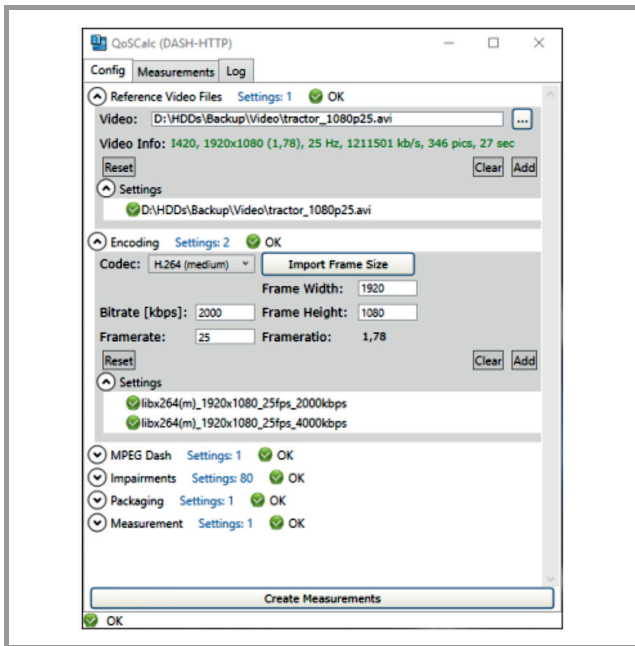 QoSCalc (DASH-HTTP)
Config Measurements Log
Reference Video Files Settings: 1 OK
Video: D:\HDDs\Backup\Video\tractor_1080p25.avi ...
Video Info: I420, 1920x1080 (1,78), 25 Hz, 1211501 kb/s, 346 pics, 27 sec
Reset Clear Add
Settings
D:\HDDs\Backup\Video\tractor_1080p25.avi
Encoding Settings: 2 OK
Codec: H.264 (medium) Import Frame Size
Frame Width: 1920
Bitrate [kbps]: 2000 Frame Height: 1080
Framerate: 25 Frameratio: 1,78
Reset Clear Add
Settings
libx264(m)_1920x1080_25fps_2000kbps
libx264(m)_1920x1080_25fps_4000kbps
MPEG Dash Settings: 1 OK
Impairments Settings: 80 OK
Packaging Settings: 1 OK
Measurement Settings: 1 OK
Create Measurements
OK